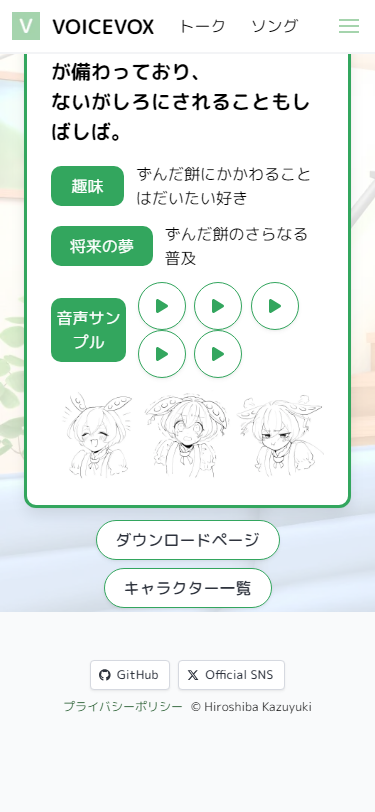 V VOICEVOX トーク ソング
が備わっており、
ないがしろにされることもし
ばしば。
趣味 ずんだ餅にかかわること
はだいたい好き
将来の夢 ずんだ餅のさらなる
普及
音声サン
プル
ダウンロードページ
キャラクター一覧
GitHub Official SNS
プライバシーポリシー © Hiroshiba Kazuyuki